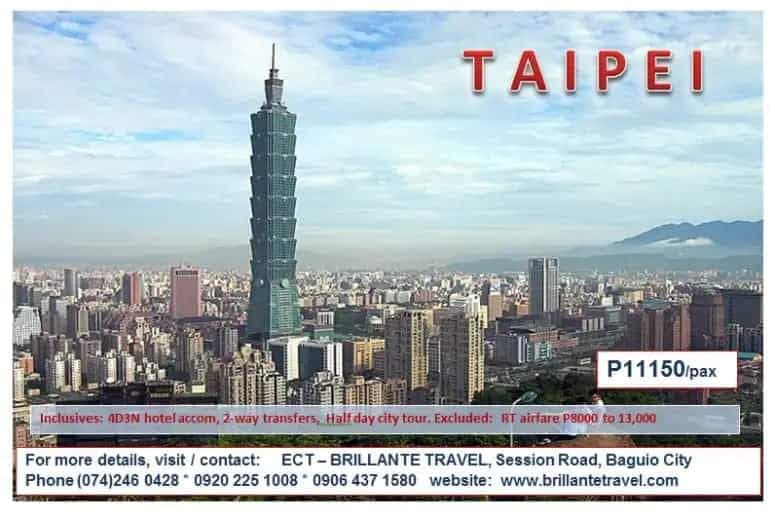 TAIPEI
P11150/pax
Inclusives: 4D3N hotel accom, 2-way transfers, Half day city tour. Excluded: RT airfare P8000 to 13,000
For more details, visit / contact: ECT – BRILLANTE TRAVEL, Session Road, Baguio City
Phone (074)246 0428 * 0920 225 1008 * 0906 437 1580 website: www.brillantetravel.com